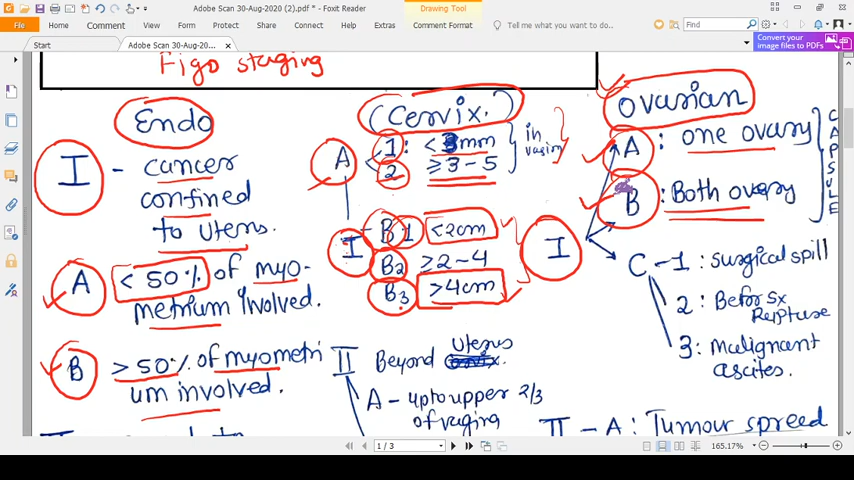 Adobe Scan 30-Aug-2020 (2).pdf * - Foxit Reader
Drawing Tool
File
Home
Comment
View
Form
Protect
Share
Connect
Help
Extras
Comment Format
Tell me what you want to do...
Find
Start
Adobe Scan 30-Aug-20...
Convert your
image files to PDFs
Figo staging
Endo
I - cancer
confined
to uterus.
A <50% of myo-
metrium involved.
B >50% of myometri
um involved.
(Cervix.)
A 1: <3mm
2 ≥3-5
in
I B1 <2cm
B2 ≥2-4
B3 ≥4cm
II Beyond Uterus
A - upto upper 2/3
of vagina
Ovarian
I
A: one ovary
B: Both ovary
CAPSULE
C-1: surgical spill
2: Befor Sx
Rupture
3: Malignant
ascites.
II-A: Tumour spread
1 / 3
165.17%